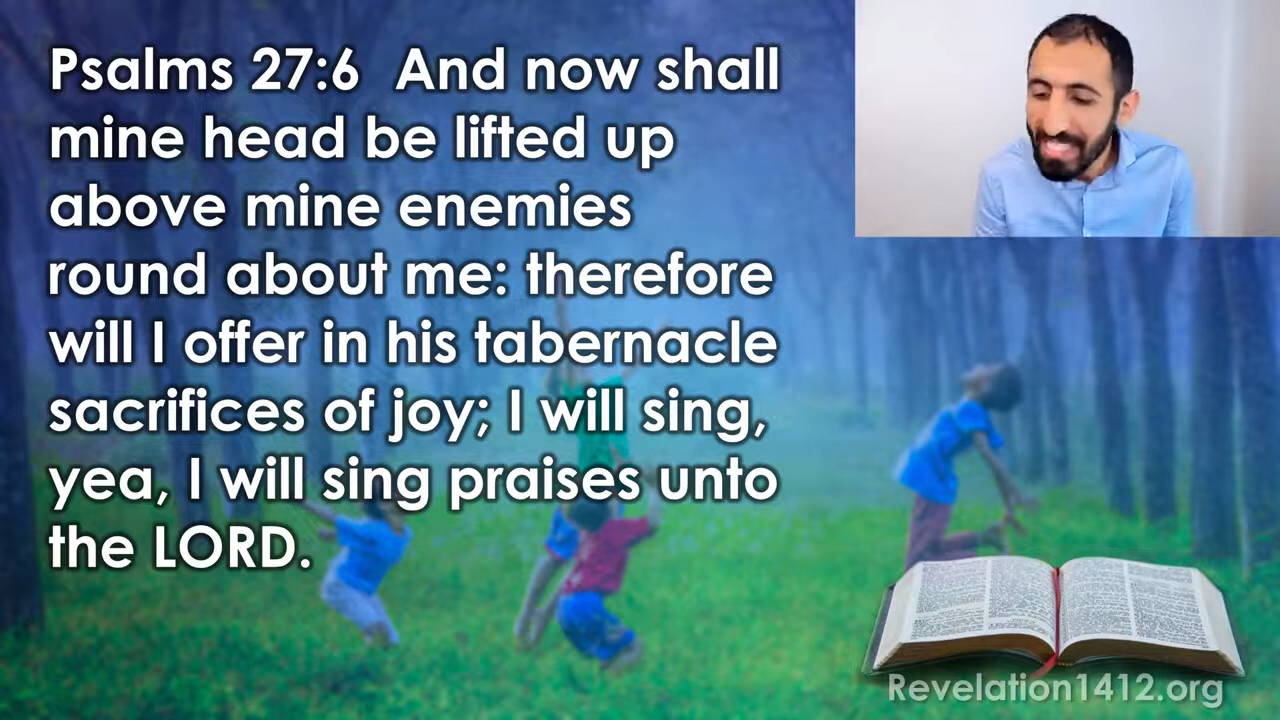 Psalms 27:6  And now shall
mine head be lifted up
above mine enemies
round about me: therefore
will I offer in his tabernacle
sacrifices of joy; I will sing,
yea, I will sing praises unto
the LORD.
Revelation1412.org